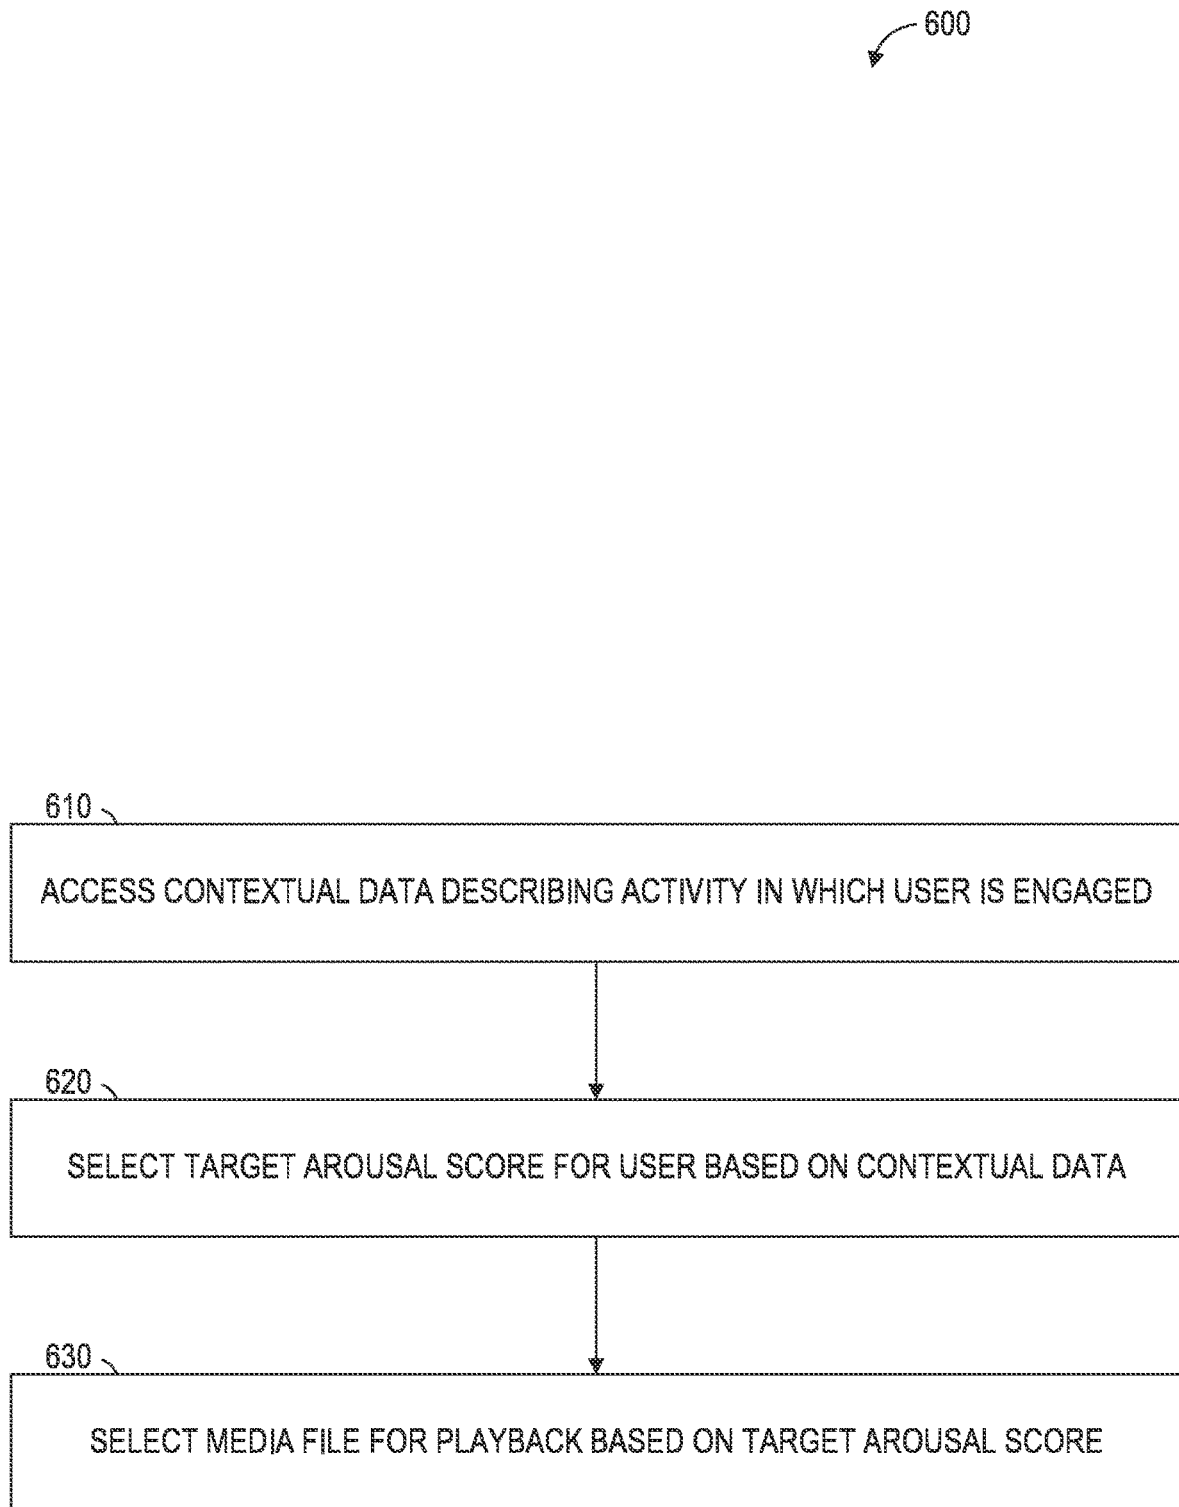 600
610
ACCESS CONTEXTUAL DATA DESCRIBING ACTIVITY IN WHICH USER IS ENGAGED
620
SELECT TARGET AROUSAL SCORE FOR USER BASED ON CONTEXTUAL DATA
630
SELECT MEDIA FILE FOR PLAYBACK BASED ON TARGET AROUSAL SCORE